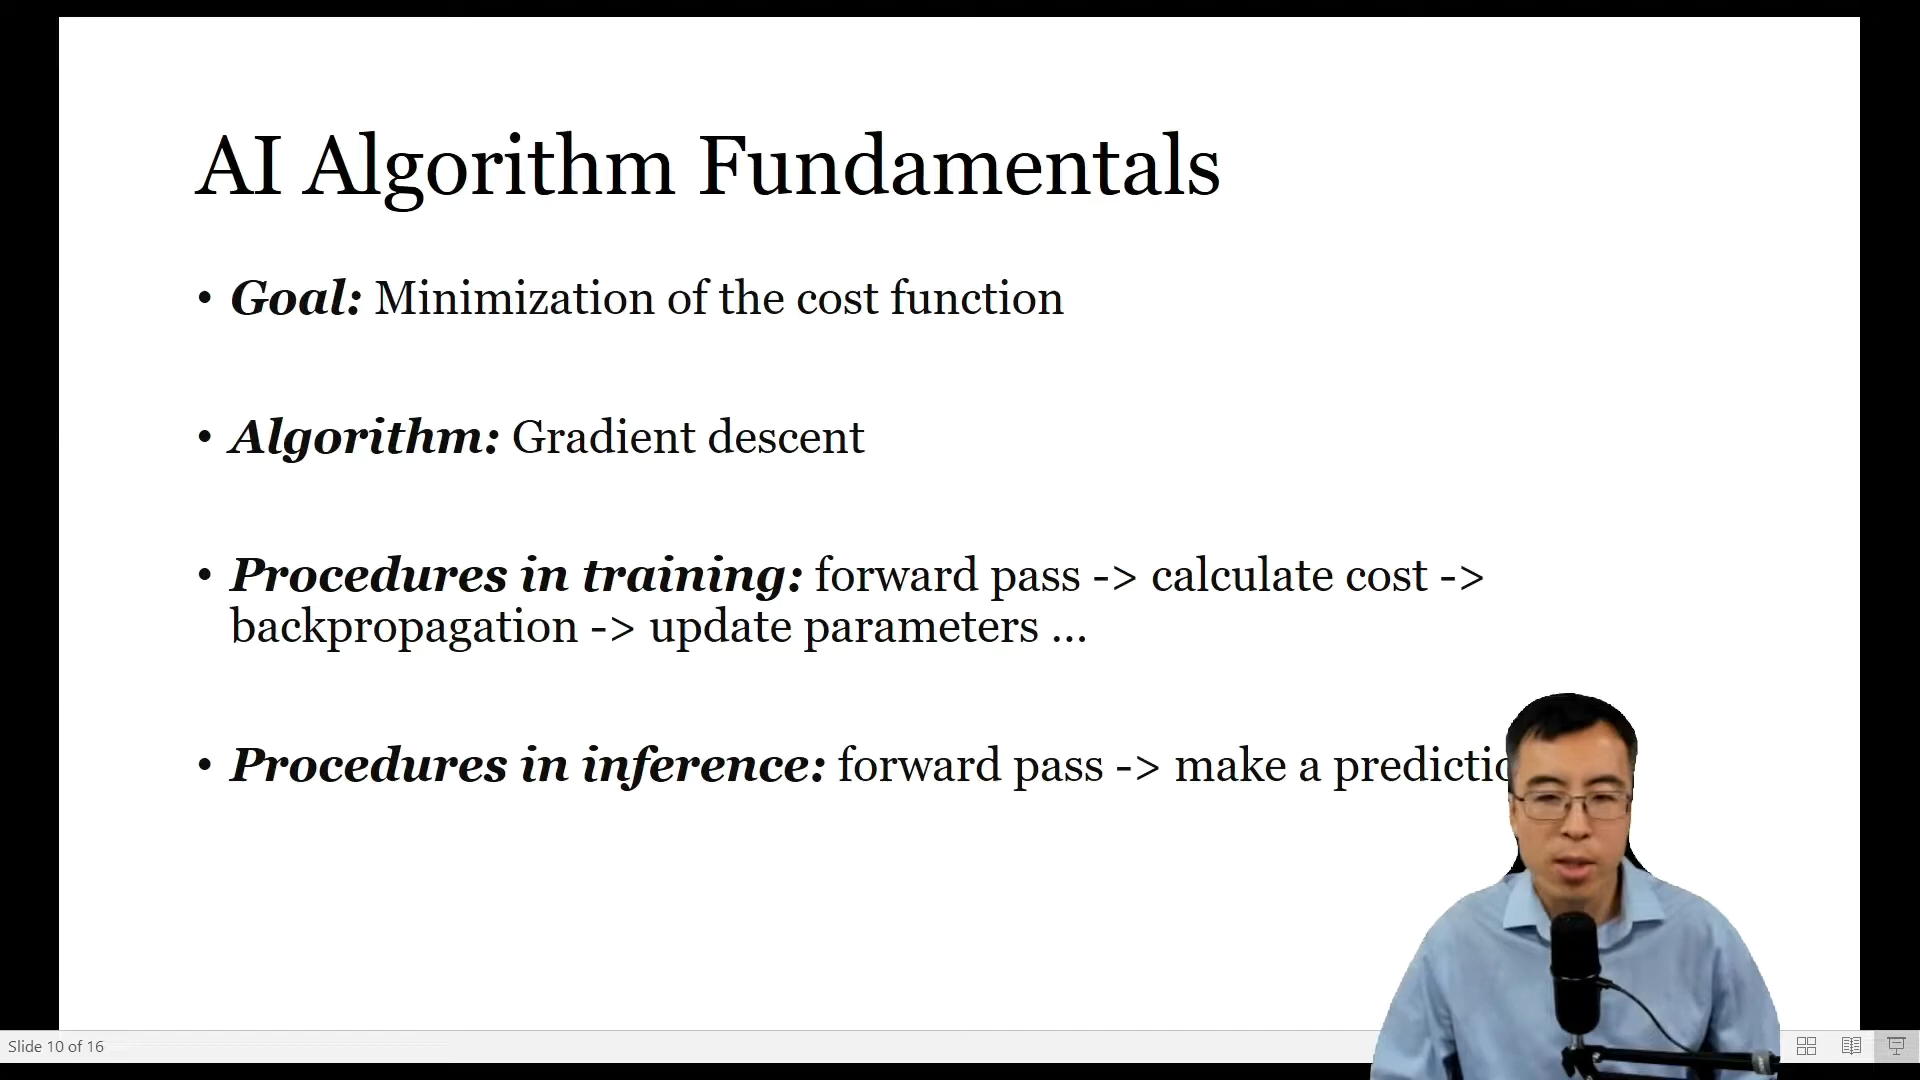 AI Algorithm Fundamentals
• Goal: Minimization of the cost function
• Algorithm: Gradient descent
• Procedures in training: forward pass -> calculate cost ->
backpropagation -> update parameters ...
• Procedures in inference: forward pass -> make a
Slide 10 of 16